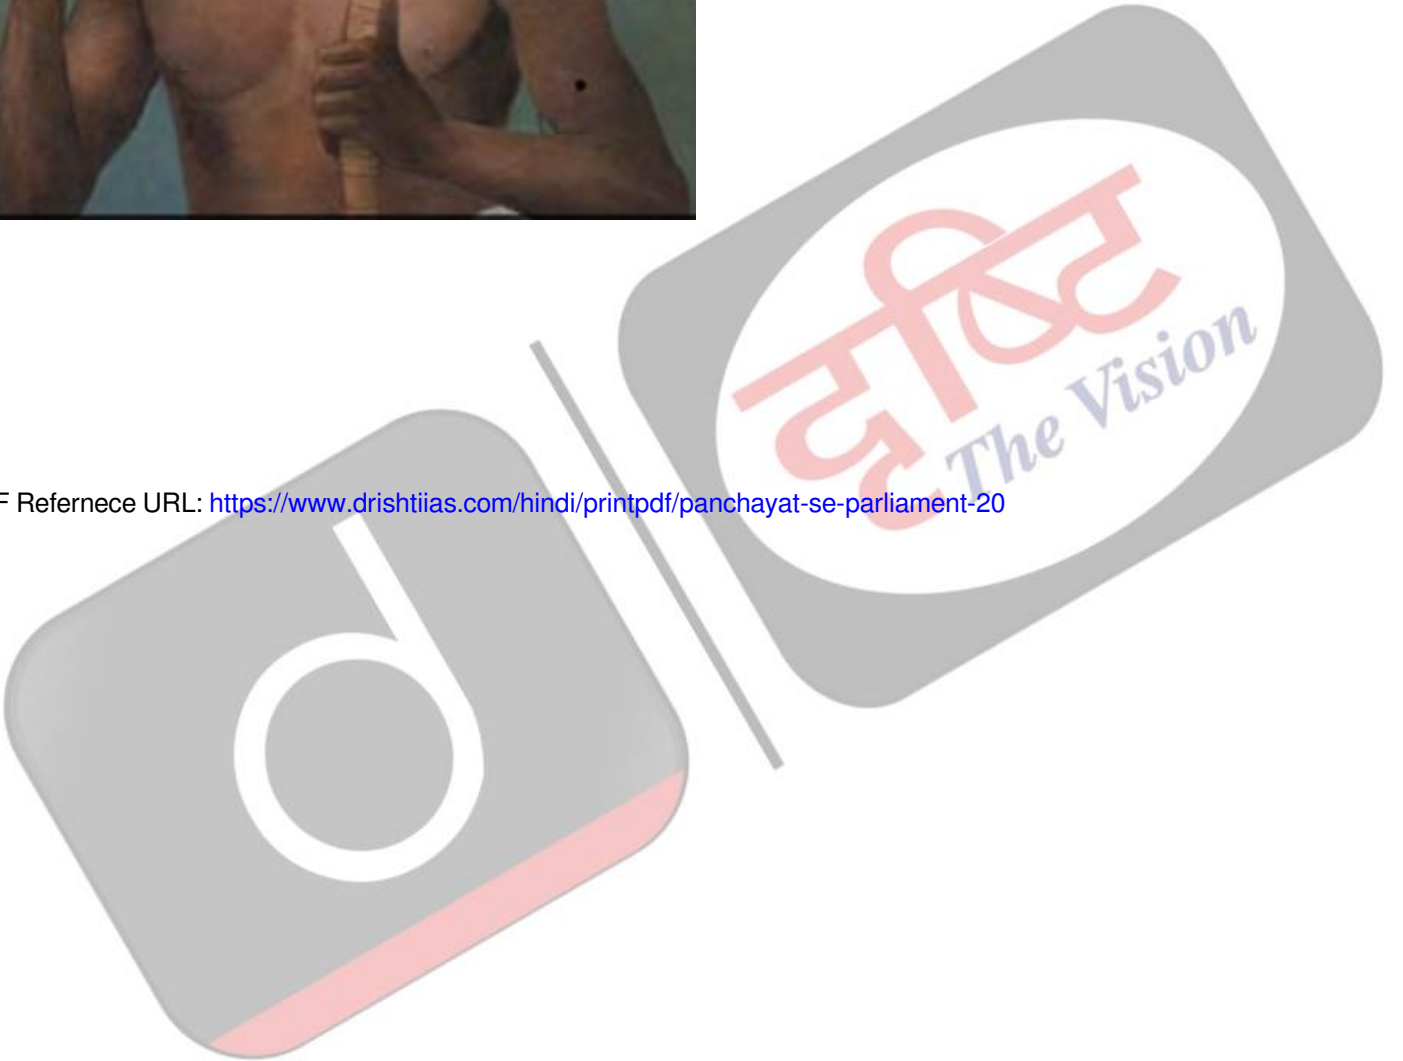 दृष्टि
The Vision
F Refernece URL: https://www.drishtiias.com/hindi/printpdf/panchayat-se-parliament-20